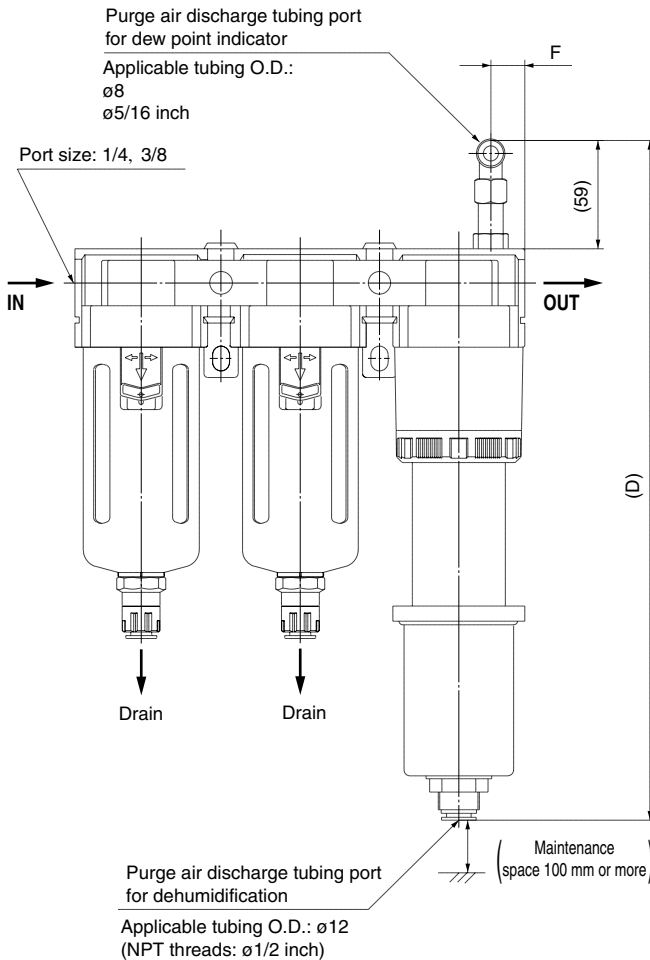 Purge air discharge tubing port
for dew point indicator
Applicable tubing O.D.:
ø8
ø5/16 inch
F
Port size: 1/4, 3/8
(59)
IN
OUT
(D)
Drain
Drain
Maintenance
space 100 mm or more
Purge air discharge tubing port
for dehumidification
Applicable tubing O.D.: ø12
(NPT threads: ø1/2 inch)